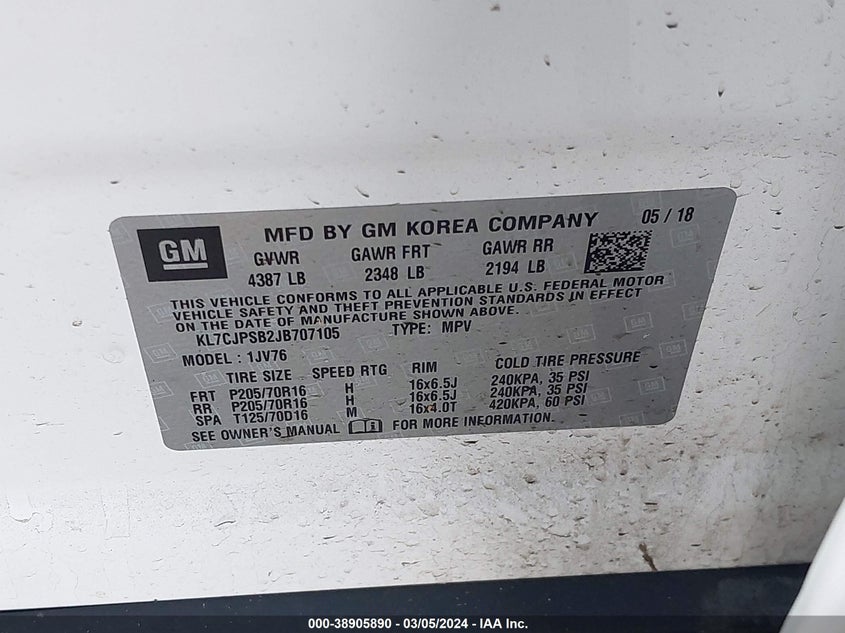 GM
MFD BY GM KOREA COMPANY 05 / 18
GVWR GAWR FRT GAWR RR
4387 LB 2348 LB 2194 LB
THIS VEHICLE CONFORMS TO ALL APPLICABLE U.S. FEDERAL MOTOR
VEHICLE SAFETY AND THEFT PREVENTION STANDARDS IN EFFECT
ON THE DATE OF MANUFACTURE SHOWN ABOVE.
KL7CJPSB2JB707105 TYPE: MPV
MODEL : 1JV76
TIRE SIZE SPEED RTG RIM COLD TIRE PRESSURE
FRT P205/70R16 H 16x6.5J 240KPA, 35 PSI
RR P205/70R16 H 16x6.5J 240KPA, 35 PSI
SPA T125/70D16 M 16x4.0T 420KPA, 60 PSI
SEE OWNER'S MANUAL FOR MORE INFORMATION.
000-38905890 - 03/05/2024 - IAA Inc.